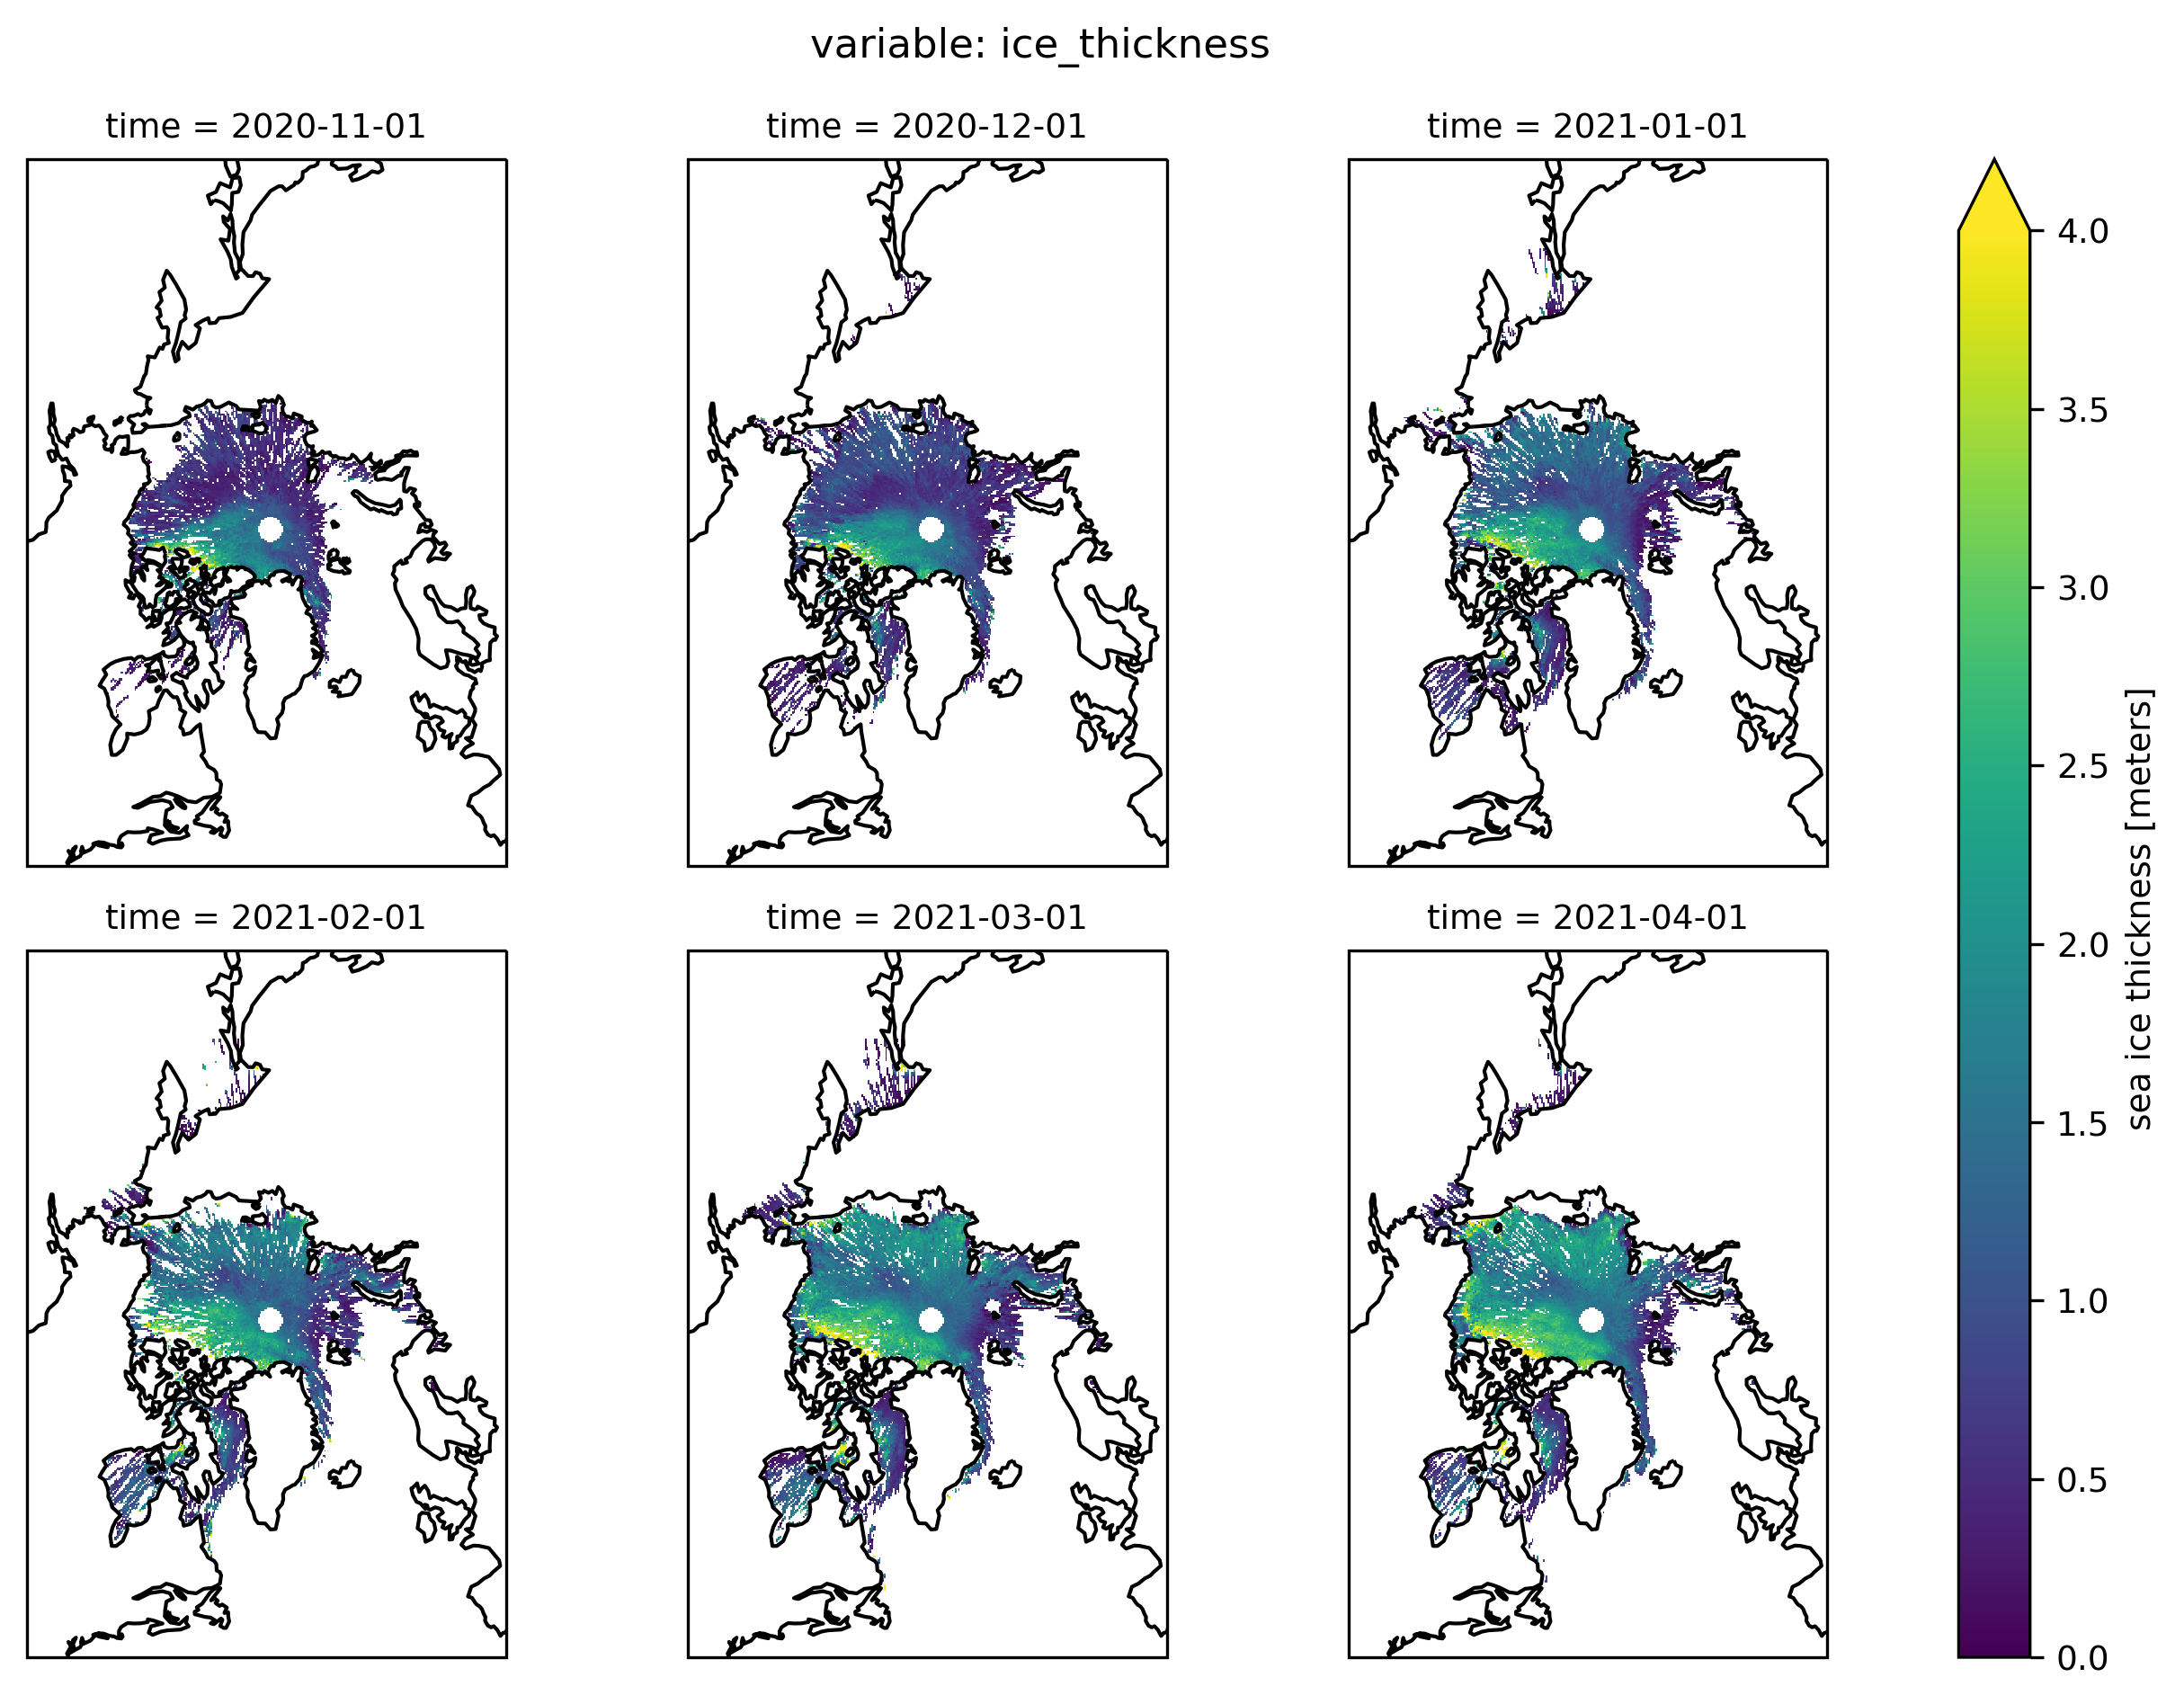 variable: ice_thickness
time = 2020-11-01
time = 2020-12-01
time = 2021-01-01
time = 2021-02-01
time = 2021-03-01
time = 2021-04-01
4.0
3.5
3.0
2.5
2.0
1.5
1.0
0.5
0.0
sea ice thickness [meters]